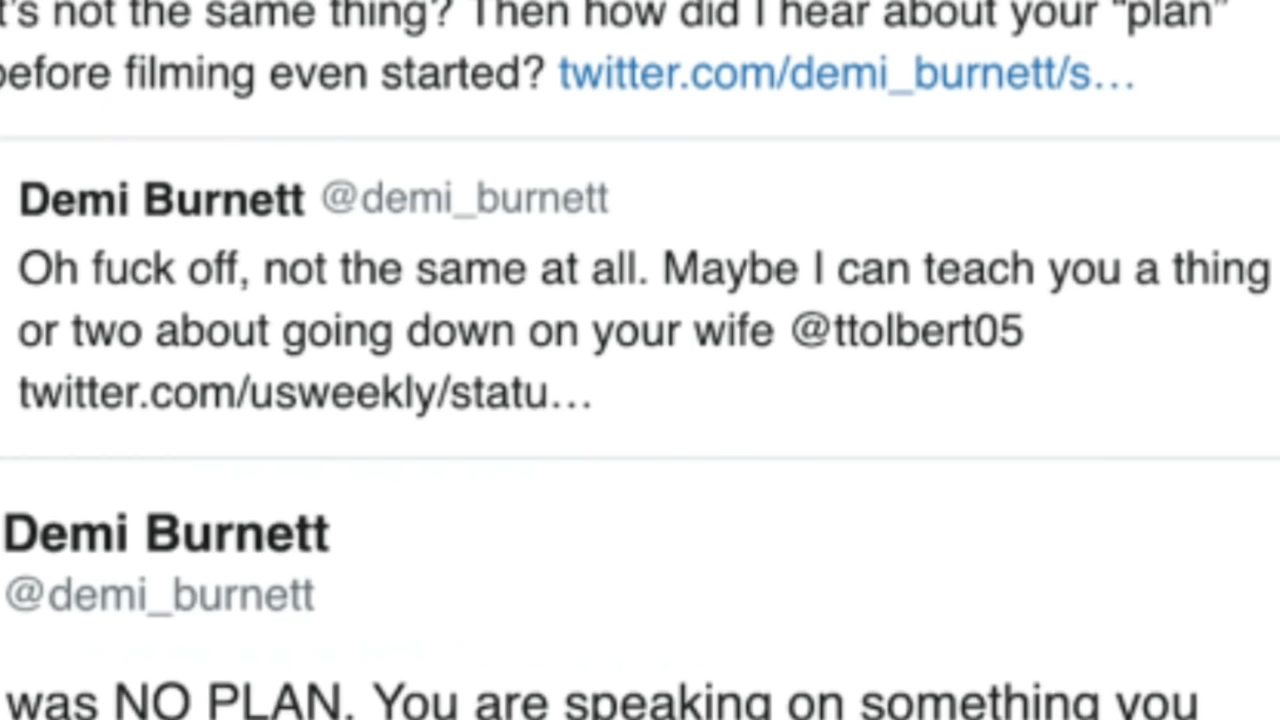 t's not the same thing? Then how did I hear about your “plan”
before filming even started? twitter.com/demi_burnett/s...
Demi Burnett @demi_burnett
Oh fuck off, not the same at all. Maybe I can teach you a thing
or two about going down on your wife @ttolbert05
twitter.com/usweekly/statu...
Demi Burnett
@demi_burnett
was NO PLAN. You are speaking on something you